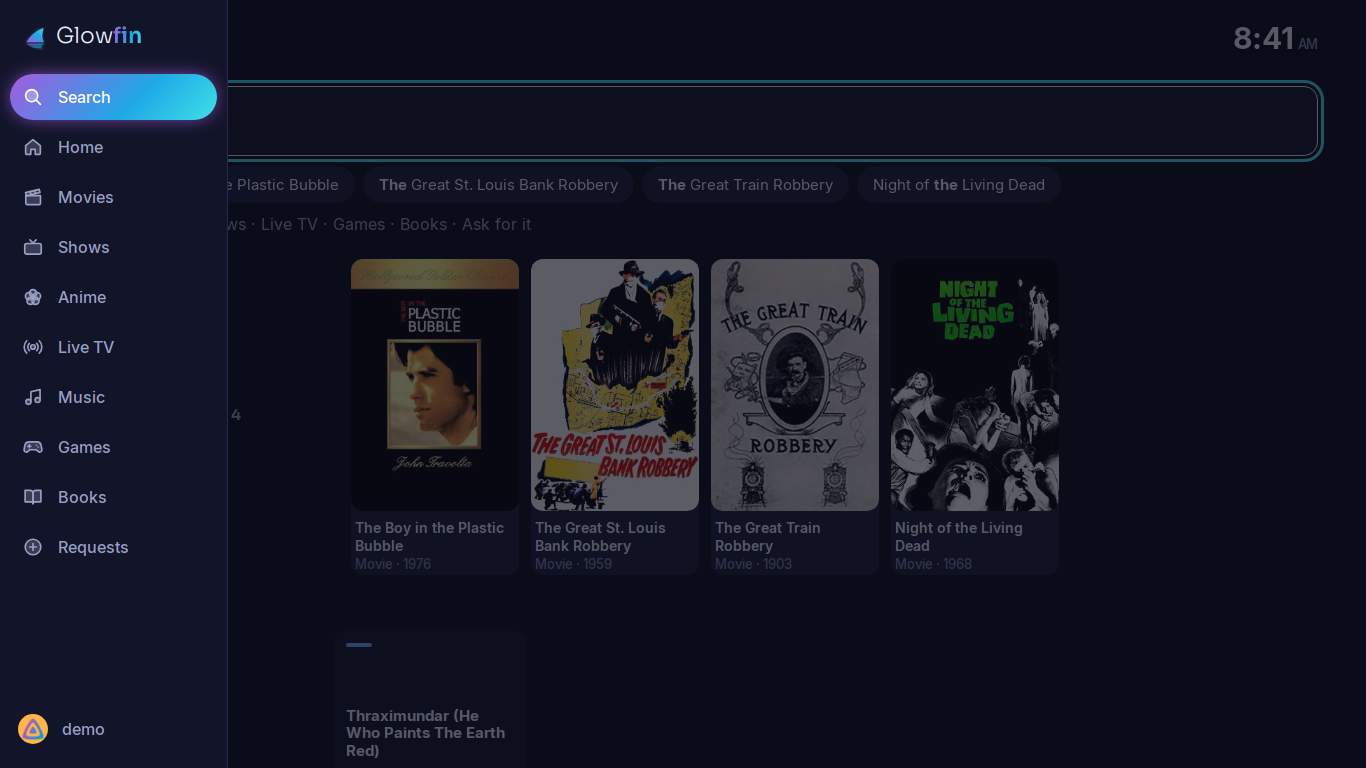 Glowfin
8:41 AM
Search
Home
Movies
Shows
Anime
Live TV
Music
Games
Books
Requests
demo
e Plastic Bubble
The Great St. Louis Bank Robbery
The Great Train Robbery
Night of the Living Dead
ws · Live TV · Games · Books · Ask for it
4
IN THE
PLASTIC
BUBBLE
John Travolta
THE GREAT ST. LOUIS
BANK ROBBERY
THE GREAT TRAIN
ROBBERY
NIGHT
OF THE
LIVING
DEAD
The Boy in the Plastic
Bubble
Movie · 1976
The Great St. Louis
Bank Robbery
Movie · 1959
The Great Train
Robbery
Movie · 1903
Night of the Living
Dead
Movie · 1968
Thraximundar (He
Who Paints The Earth
Red)